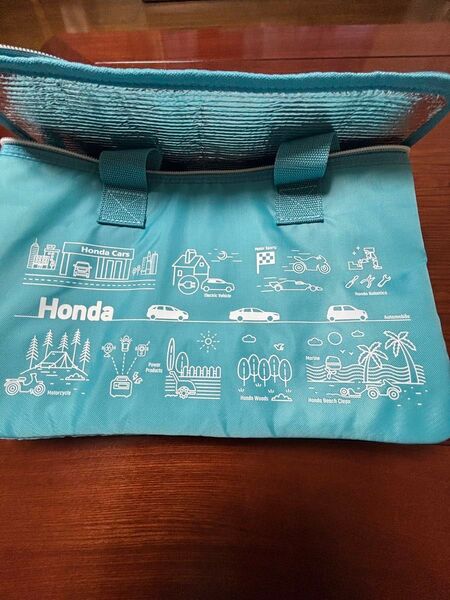 Honda Cars
Electric Vehicle
Motor Sports
Honda Robotics
Honda
Automobile
Motorcycle
Power
Products
Honda Woods
Marine
Honda Beach Clean